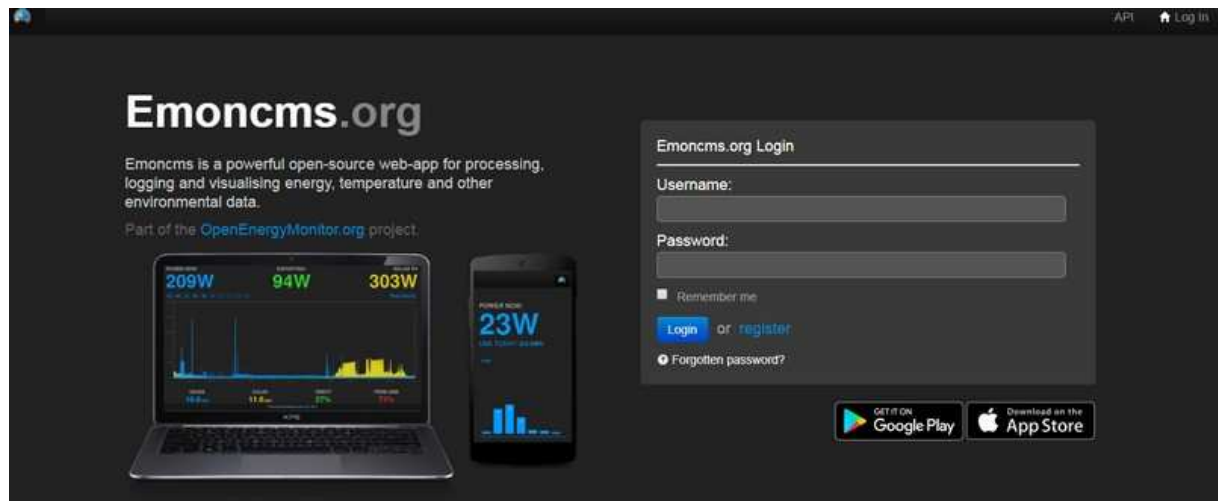 API Log In
Emoncms.org
Emoncms is a powerful open-source web-app for processing,
logging and visualising energy, temperature and other
environmental data.
Part of the OpenEnergyMonitor.org project.
POWER NOW
209W 94W 303W
POWER NOW
23W
Emoncms.org Login
Username:
Password:
Remember me
Login or register
Forgotten password?
GET IT ON
Google Play
Download on the
App Store